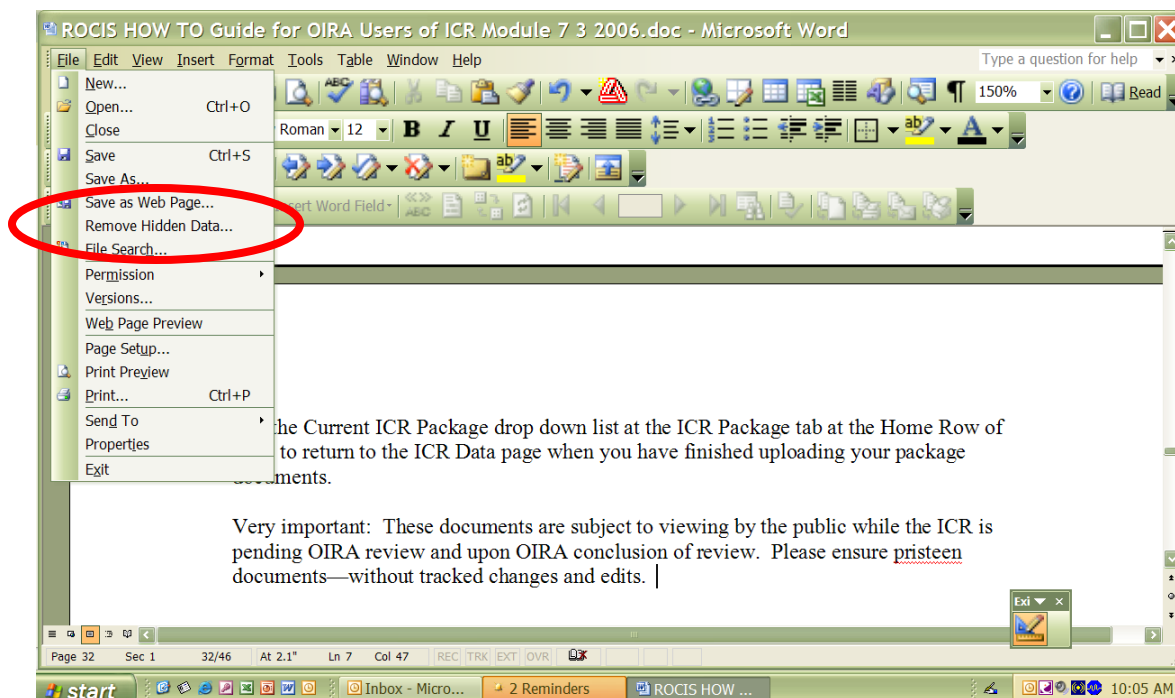 ROCIS HOW TO Guide for OIRA Users of ICR Module 7 3 2006.doc - Microsoft Word
File Edit View Insert Format Tools Table Window Help Type a question for help
New...
Open... Ctrl+O
Close
Save Ctrl+S
Save As...
Save as Web Page...
Remove Hidden Data...
File Search...
Permission
Versions...
Web Page Preview
Page Setup...
Print Preview
Print... Ctrl+P
Send To
Properties
Exit
ABC 150% Read
Roman 12 B I U ab A
ab
Word Field ABC
the Current ICR Package drop down list at the ICR Package tab at the Home Row of
to return to the ICR Data page when you have finished uploading your package
Very important: These documents are subject to viewing by the public while the ICR is
pending OIRA review and upon OIRA conclusion of review. Please ensure pristeen
documents—without tracked changes and edits.
Exi
Page 32 Sec 1 32/46 At 2.1" Ln 7 Col 47 REC TRK EXT OVR
start Inbox - Micro... 2 Reminders ROCIS HOW ... 10:05 AM